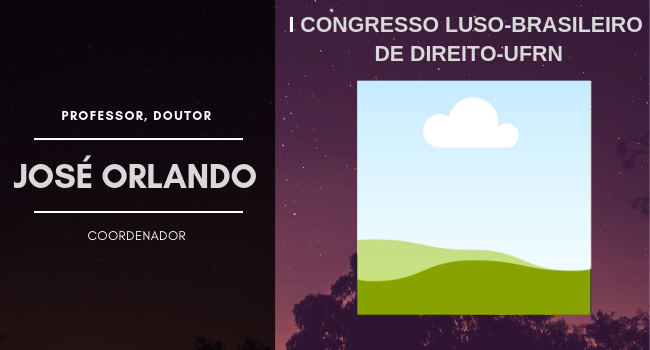 PROFESSOR, DOUTOR
JOSÉ ORLANDO
COORDENADOR
I CONGRESSO LUSO-BRASILEIRO
DE DIREITO-UFRN